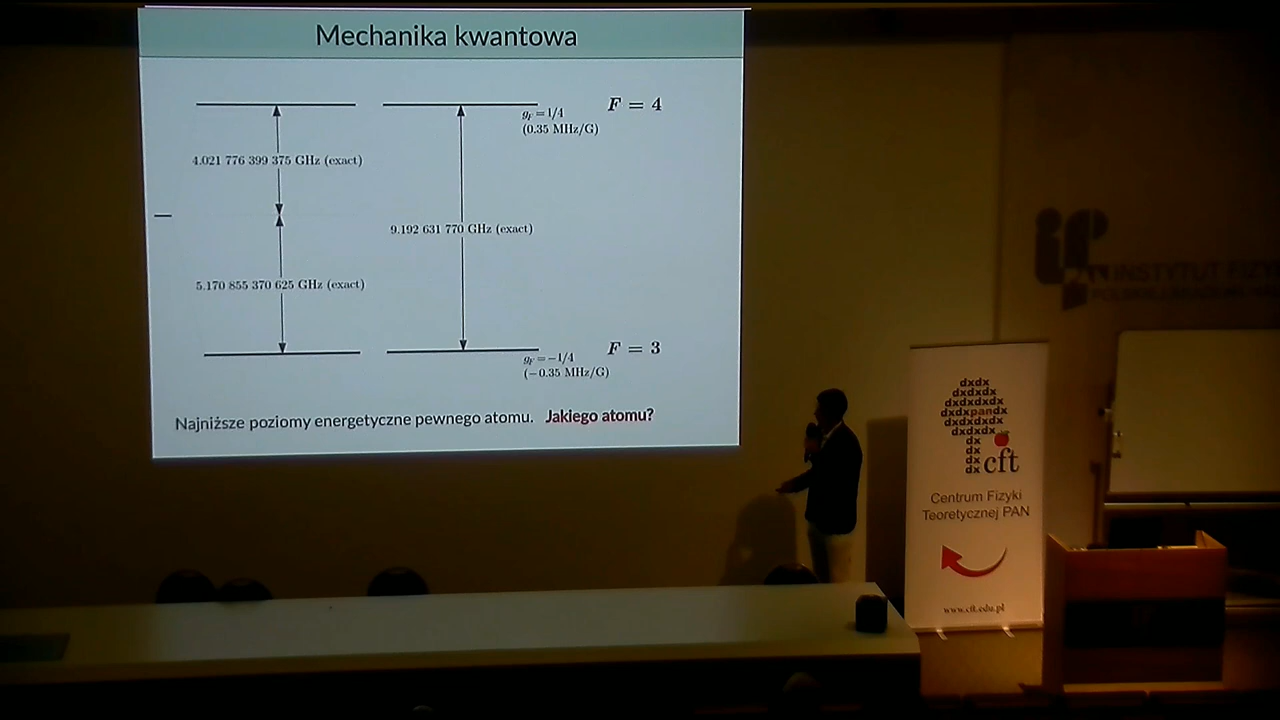 Mechanika kwantowa
F = 4
g_F = 1/4
(0.35 MHz/G)
4.021 776 399 375 GHz (exact)
9.192 631 770 GHz (exact)
5.170 855 370 625 GHz (exact)
F = 3
g_F = −1/4
(−0.35 MHz/G)
Najniższe poziomy energetyczne pewnego atomu. Jakiego atomu?
INSTYTUT FIZY
dxdx
dxdxdx
dxdxdxdx
dxdxpandx
dxdxdxdx
dxdxdx
dx
dx
dx
dx
cft
Centrum Fizyki
Teoretycznej PAN
www.cft.edu.pl